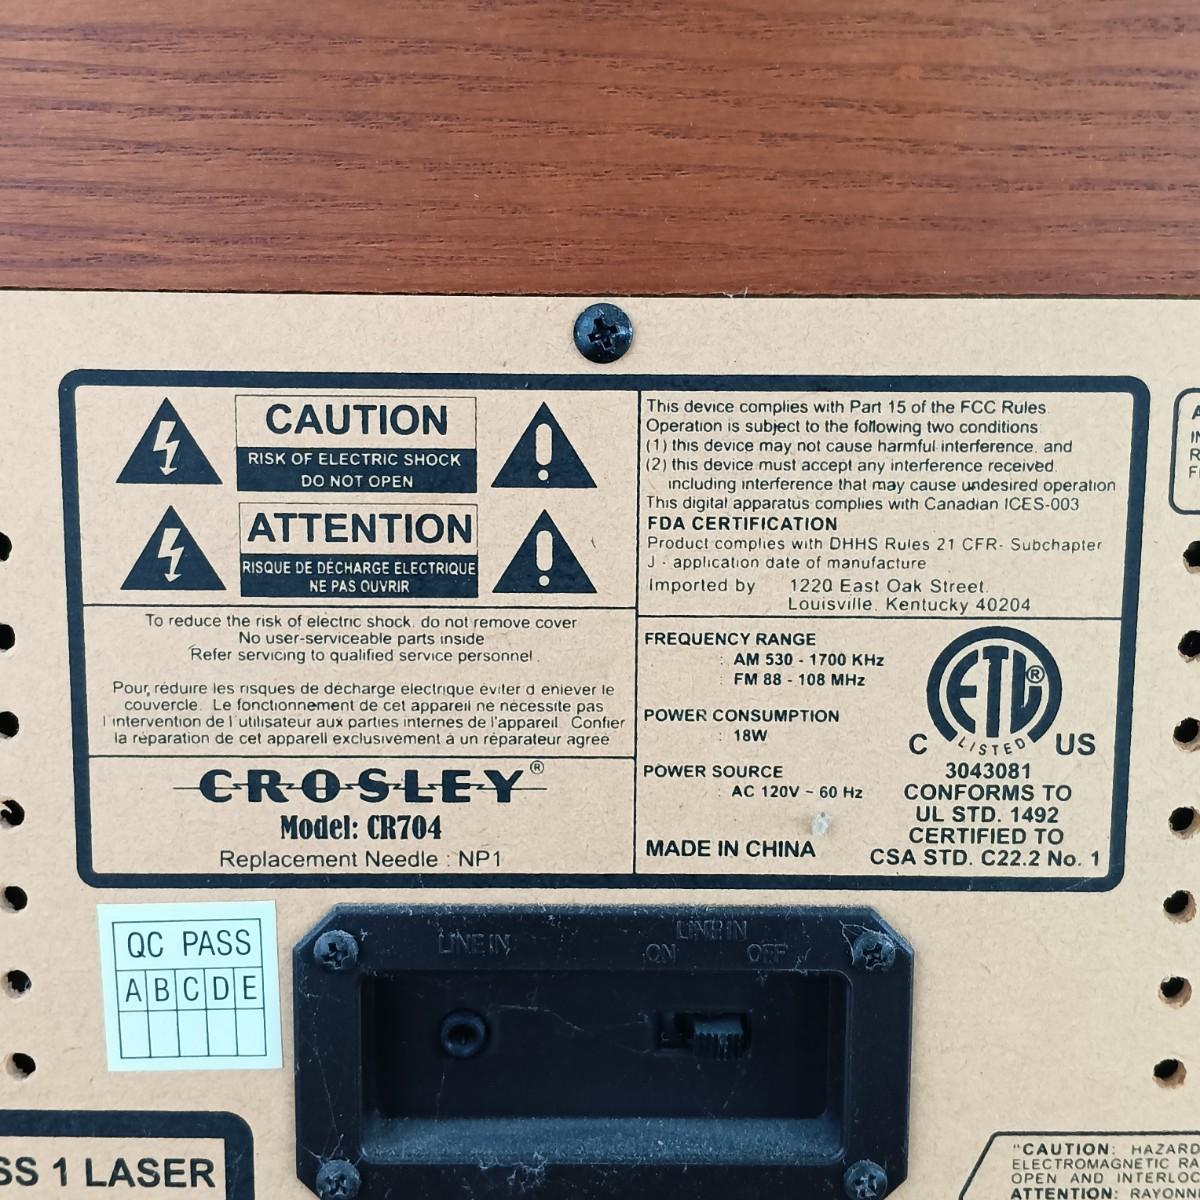 CAUTION
RISK OF ELECTRIC SHOCK
DO NOT OPEN
ATTENTION
RISQUE DE DÉCHARGE ÉLECTRIQUE
NE PAS OUVRIR
To reduce the risk of electric shock, do not remove cover
No user-serviceable parts inside
Refer servicing to qualified service personnel.
Pour, réduire les risques de décharge électrique éviter d enlever le
couvercle. Le fonctionnement de cet appareil ne nécessite pas
l intervention de l utilisateur aux parties internes de l'appareil. Confier
la réparation de cet appareil exclusivement à un réparateur agréé
CROSLEY®
Model: CR704
Replacement Needle : NP1
This device complies with Part 15 of the FCC Rules.
Operation is subject to the following two conditions:
(1) this device may not cause harmful interference, and
(2) this device must accept any interference received,
including interference that may cause undesired operation
This digital apparatus complies with Canadian ICES-003
FDA CERTIFICATION
Product complies with DHHS Rules 21 CFR- Subchapter
J - application date of manufacture
Imported by 1220 East Oak Street.
Louisville, Kentucky 40204
FREQUENCY RANGE
: AM 530 - 1700 KHz
: FM 88 - 108 MHz
POWER CONSUMPTION
: 18W
POWER SOURCE
: AC 120V ~ 60 Hz
MADE IN CHINA
ETL®
C LISTED US
3043081
CONFORMS TO
UL STD. 1492
CERTIFIED TO
CSA STD. C22.2 No. 1
QC PASS
A B C D E
LINE IN
LINE IN
ON OFF
SS 1 LASER
"CAUTION: HAZARD
ELECTROMAGNETIC RA
OPEN AND INTERLOC
ATTENTION: RAYONN